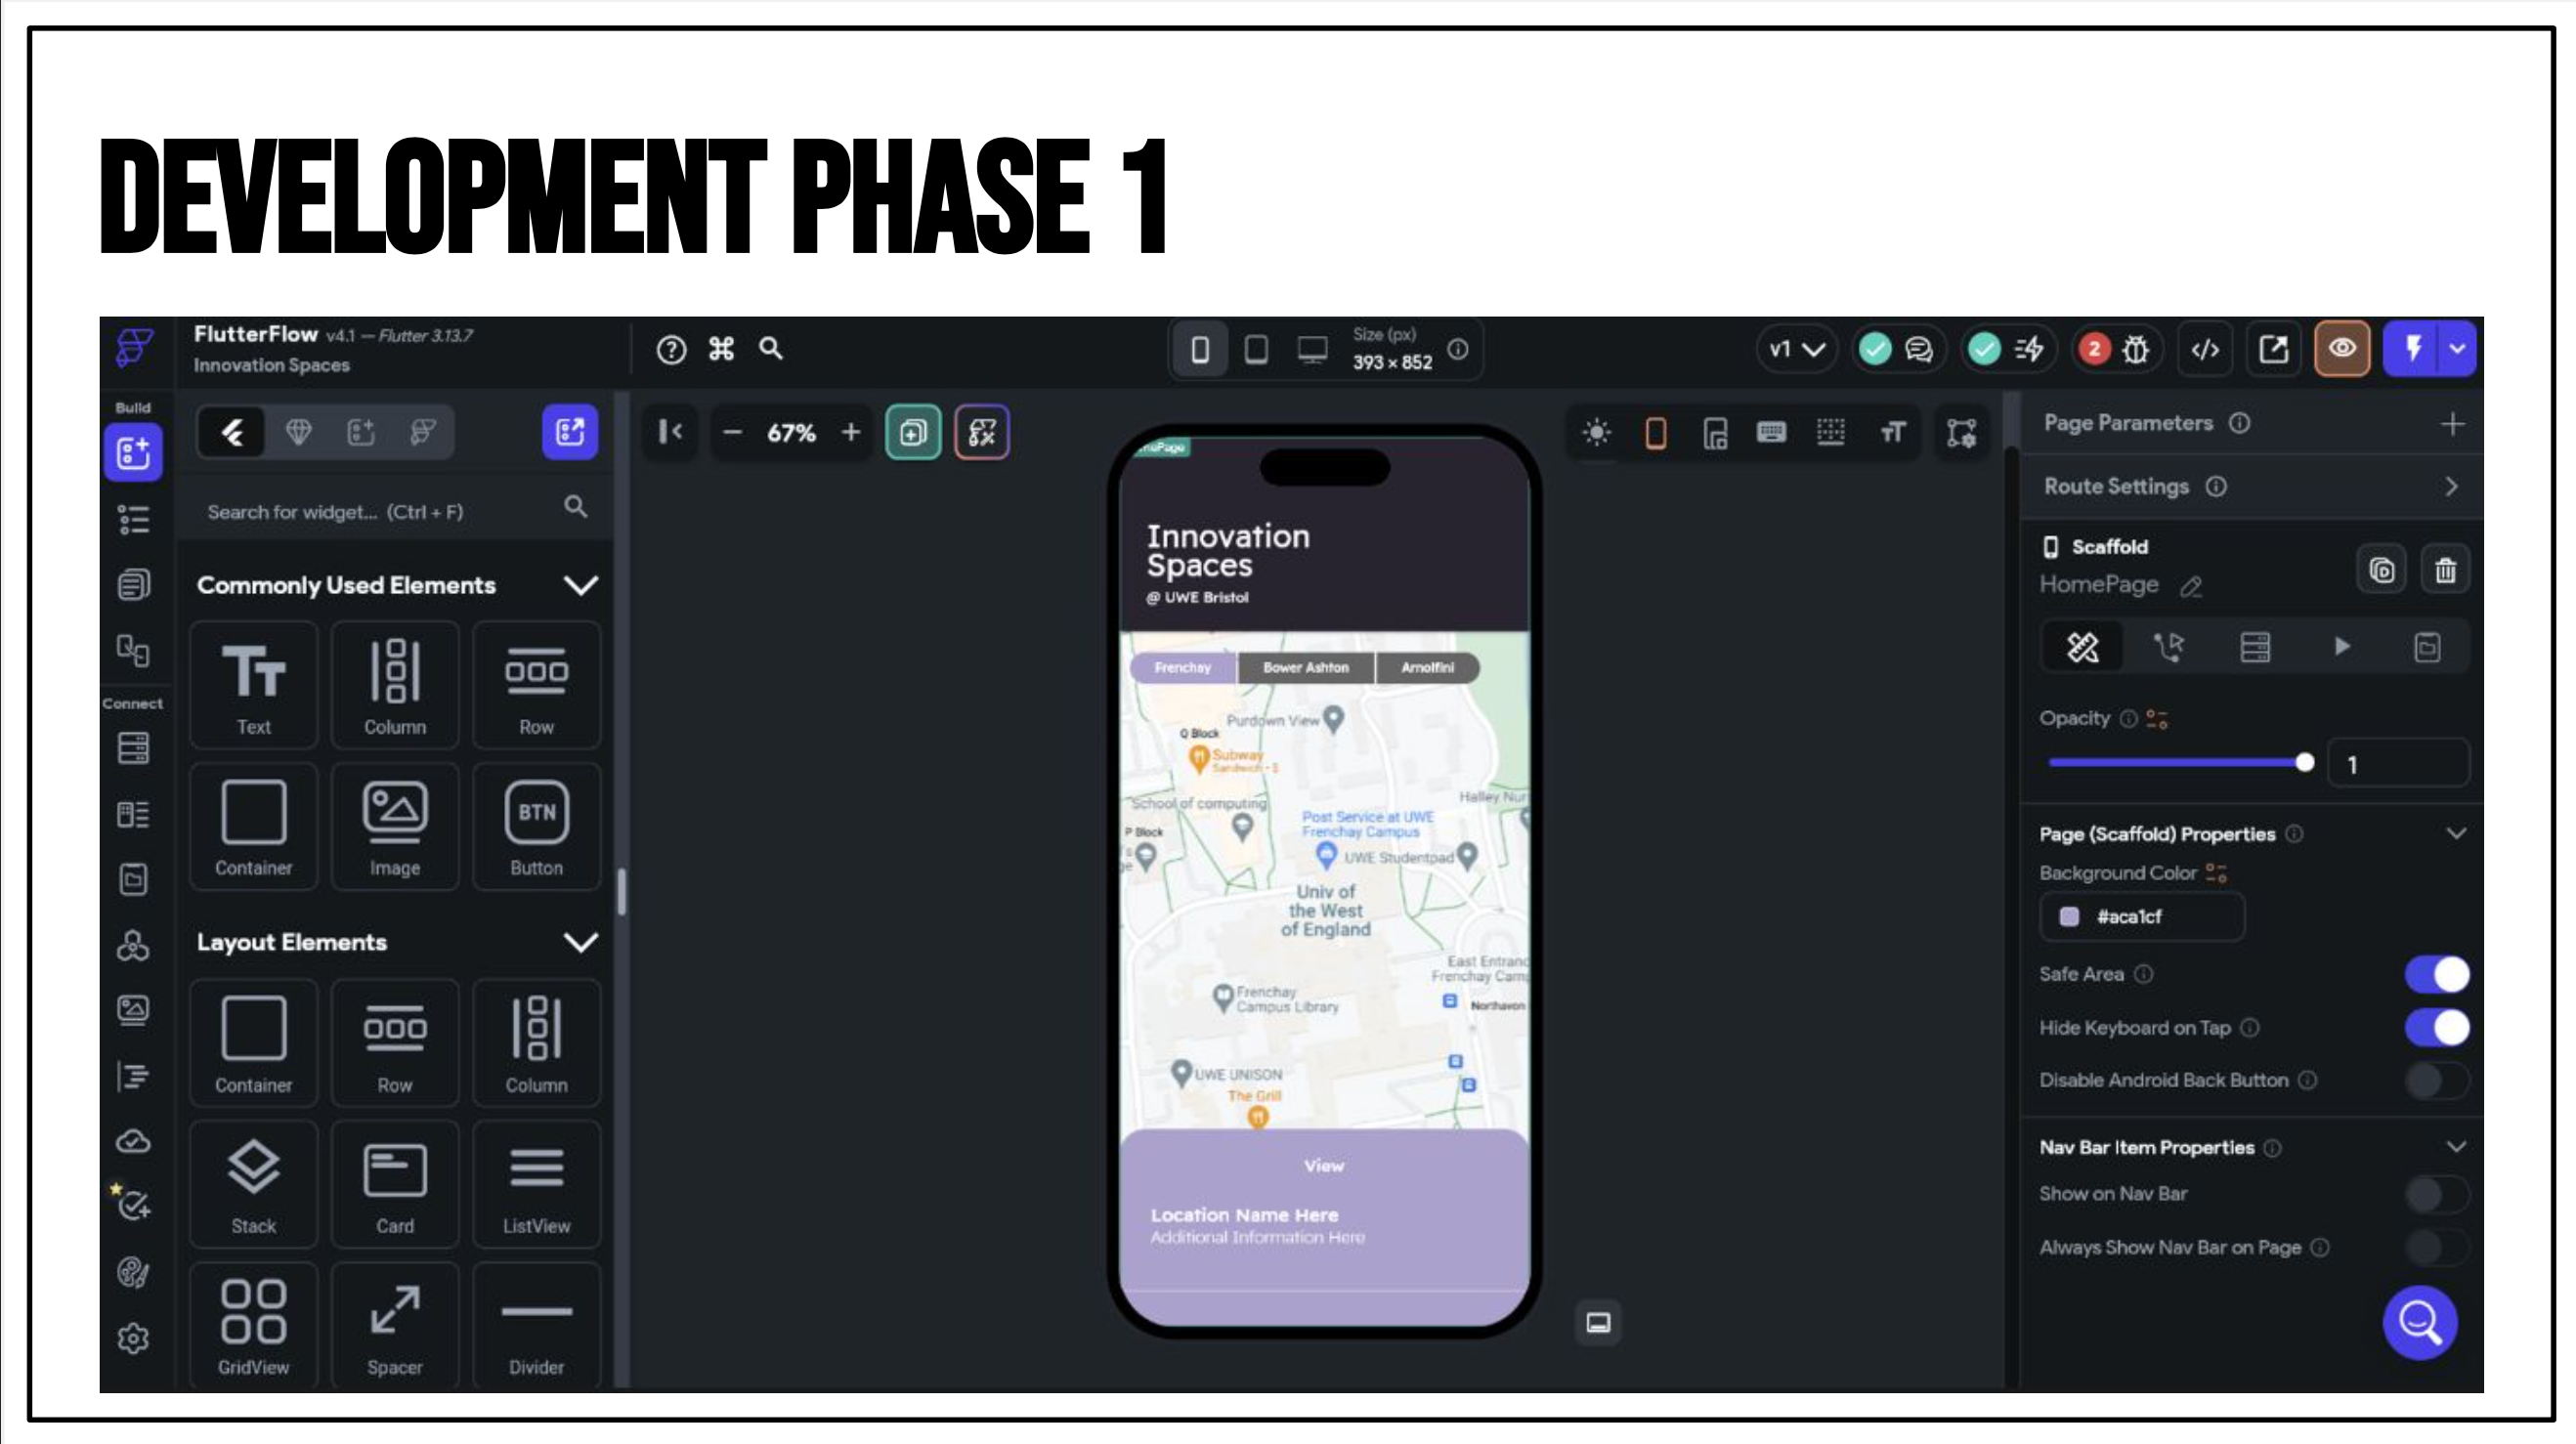 DEVELOPMENT PHASE 1
FlutterFlow v4.1 — Flutter 3.13.7
Innovation Spaces
Size (px)
393 × 852
v1
2
Build
67%
Search for widget... (Ctrl + F)
Commonly Used Elements
Text
Column
Row
BTN
Container
Image
Button
Connect
Layout Elements
Container
Row
Column
Stack
Card
ListView
GridView
Spacer
Divider
Innovation
Spaces
@ UWE Bristol
Frenchay
Bower Ashton
Arnolfini
Purdown View
Q Block
Subway
Sandwich - $
School of computing
Halley Nur
Post Service at UWE
Frenchay Campus
P Block
UWE Studentpad
Univ of
the West
of England
East Entranc
Frenchay Cam
Frenchay
Campus Library
Northavon
UWE UNISON
The Grill
View
Location Name Here
Additional Information Here
Page Parameters
Route Settings
Scaffold
HomePage
Opacity
1
Page (Scaffold) Properties
Background Color
#aca1cf
Safe Area
Hide Keyboard on Tap
Disable Android Back Button
Nav Bar Item Properties
Show on Nav Bar
Always Show Nav Bar on Page